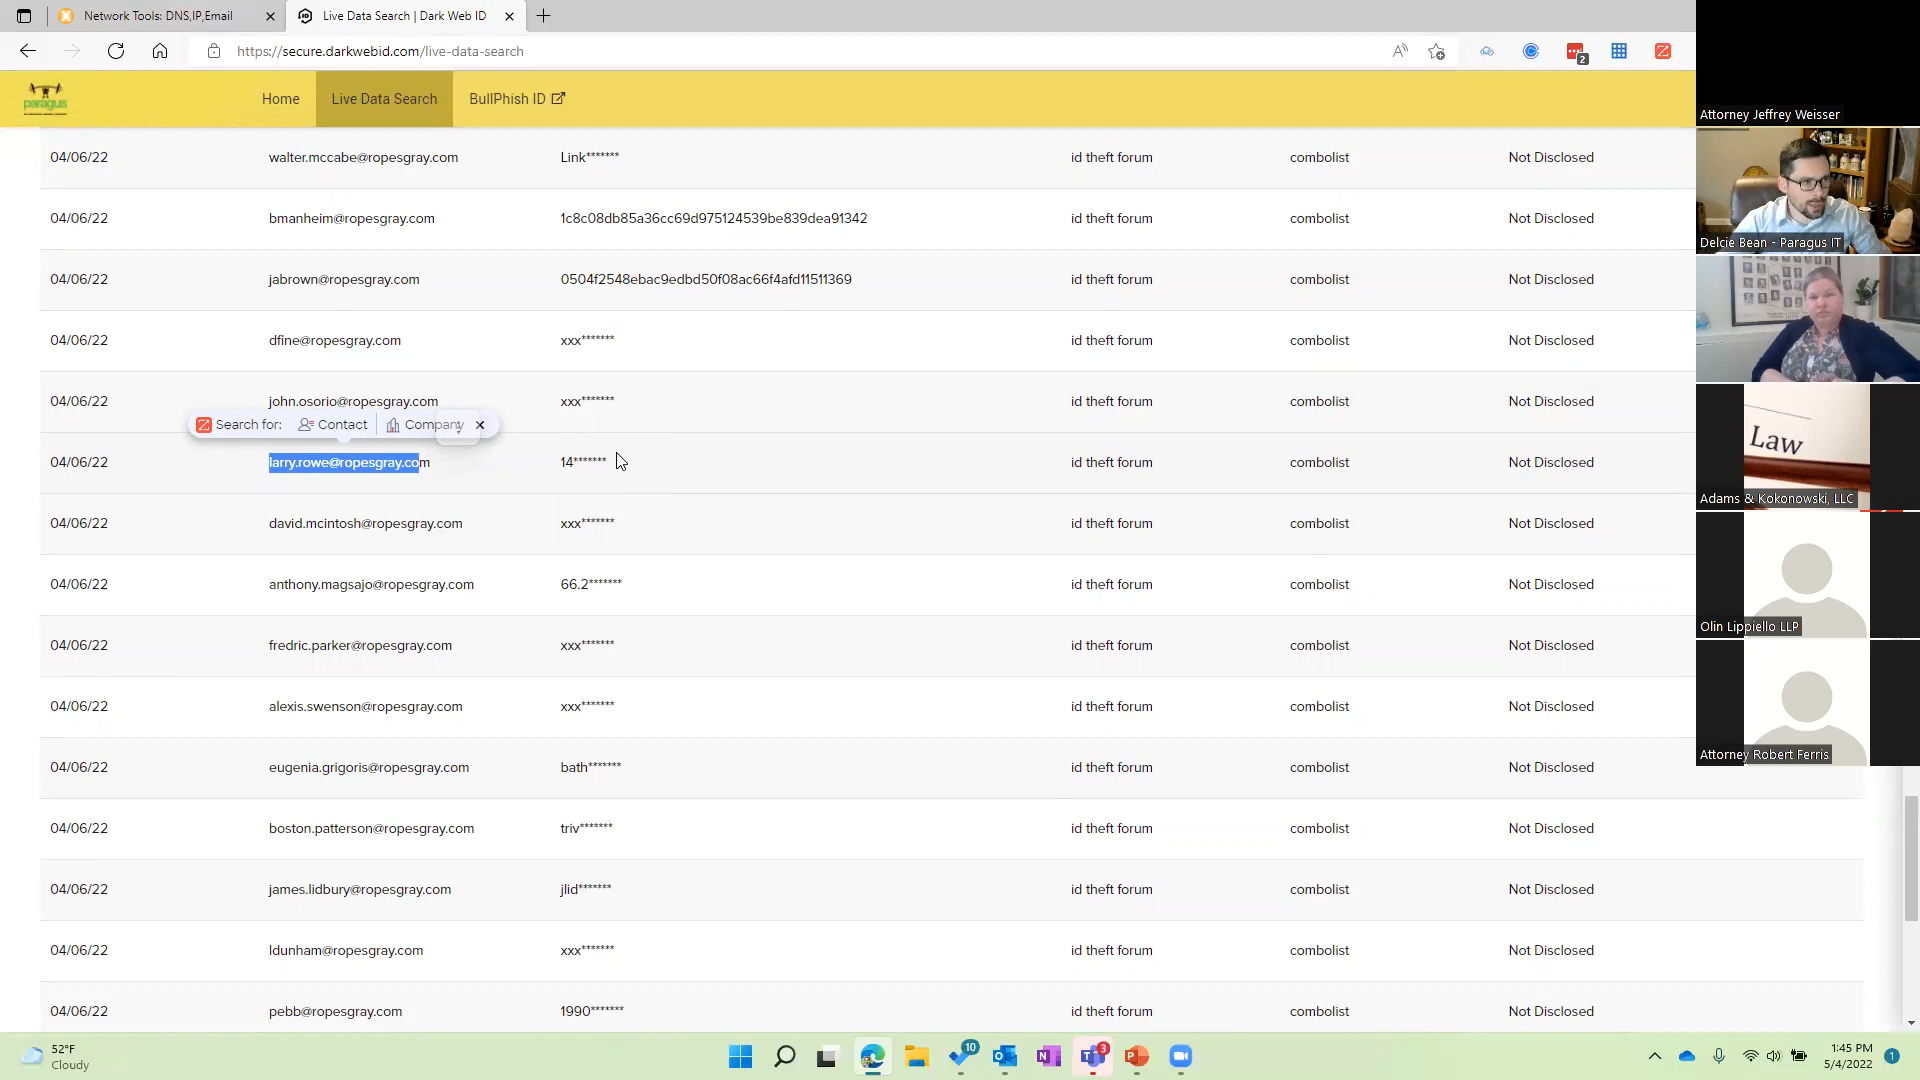 Network Tools: DNS,IP,Email
Live Data Search | Dark Web ID
https://secure.darkwebid.com/live-data-search
2
paragus
Home
Live Data Search
BullPhish ID
04/06/22 walter.mccabe@ropesgray.com Link******* id theft forum combolist Not Disclosed
04/06/22 bmanheim@ropesgray.com 1c8c08db85a36cc69d975124539be839dea91342 id theft forum combolist Not Disclosed
04/06/22 jabrown@ropesgray.com 0504f2548ebac9edbd50f08ac66f4afd11511369 id theft forum combolist Not Disclosed
04/06/22 dfine@ropesgray.com xxx******* id theft forum combolist Not Disclosed
04/06/22 john.osorio@ropesgray.com xxx******* id theft forum combolist Not Disclosed
Search for: Contact Company
04/06/22 larry.rowe@ropesgray.com 14******* id theft forum combolist Not Disclosed
04/06/22 david.mcintosh@ropesgray.com xxx******* id theft forum combolist Not Disclosed
04/06/22 anthony.magsajo@ropesgray.com 66.2******* id theft forum combolist Not Disclosed
04/06/22 fredric.parker@ropesgray.com xxx******* id theft forum combolist Not Disclosed
04/06/22 alexis.swenson@ropesgray.com xxx******* id theft forum combolist Not Disclosed
04/06/22 eugenia.grigoris@ropesgray.com bath******* id theft forum combolist Not Disclosed
04/06/22 boston.patterson@ropesgray.com triv******* id theft forum combolist Not Disclosed
04/06/22 james.lidbury@ropesgray.com jlid******* id theft forum combolist Not Disclosed
04/06/22 ldunham@ropesgray.com xxx******* id theft forum combolist Not Disclosed
04/06/22 pebb@ropesgray.com 1990******* id theft forum combolist Not Disclosed
Attorney Jeffrey Weisser
Delcie Bean - Paragus IT
Law
Adams & Kokonowski, LLC
Olin Lippiello LLP
Attorney Robert Ferris
52°F
Cloudy
10
3
1:45 PM
5/4/2022
1